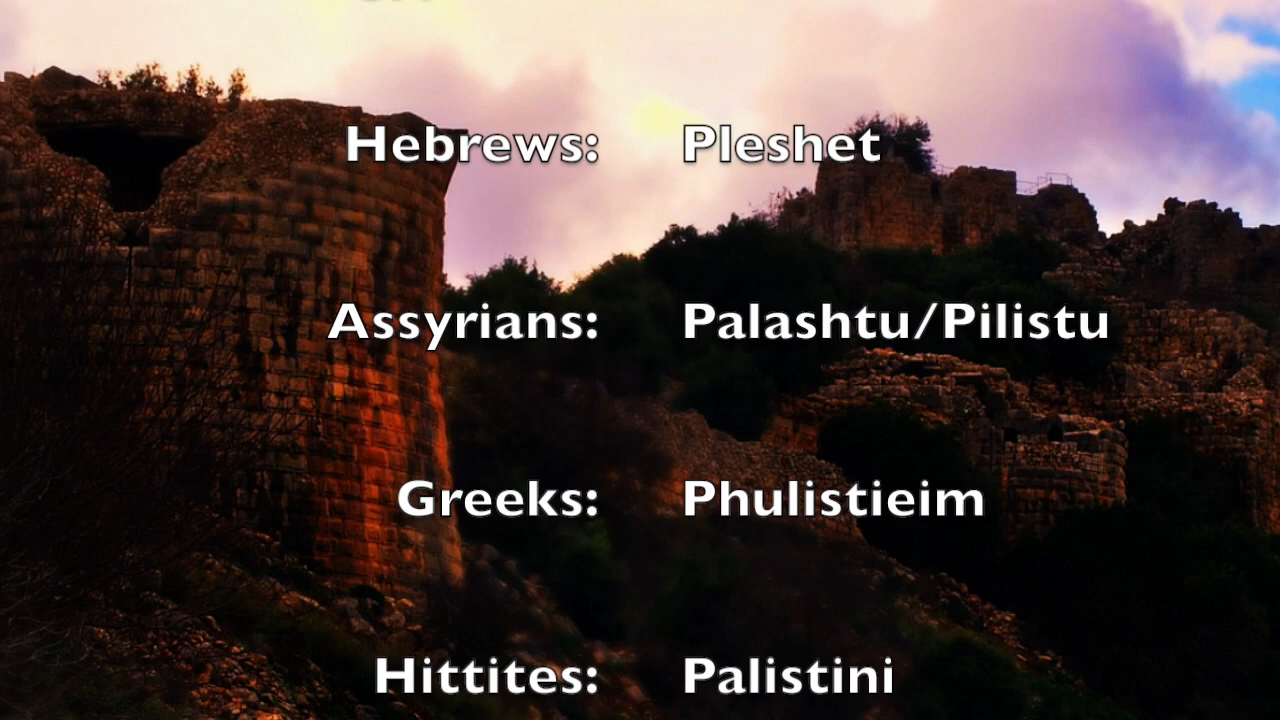 Hebrews: Pleshet
Assyrians: Palashtu/Pilistu
Greeks: Phulistieim
Hittites: Palistini